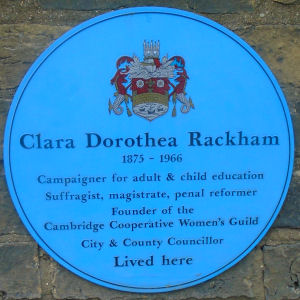 Clara Dorothea Rackham
1875 - 1966
Campaigner for adult & child education
Suffragist, magistrate, penal reformer
Founder of the
Cambridge Cooperative Women's Guild
City & County Councillor
Lived here